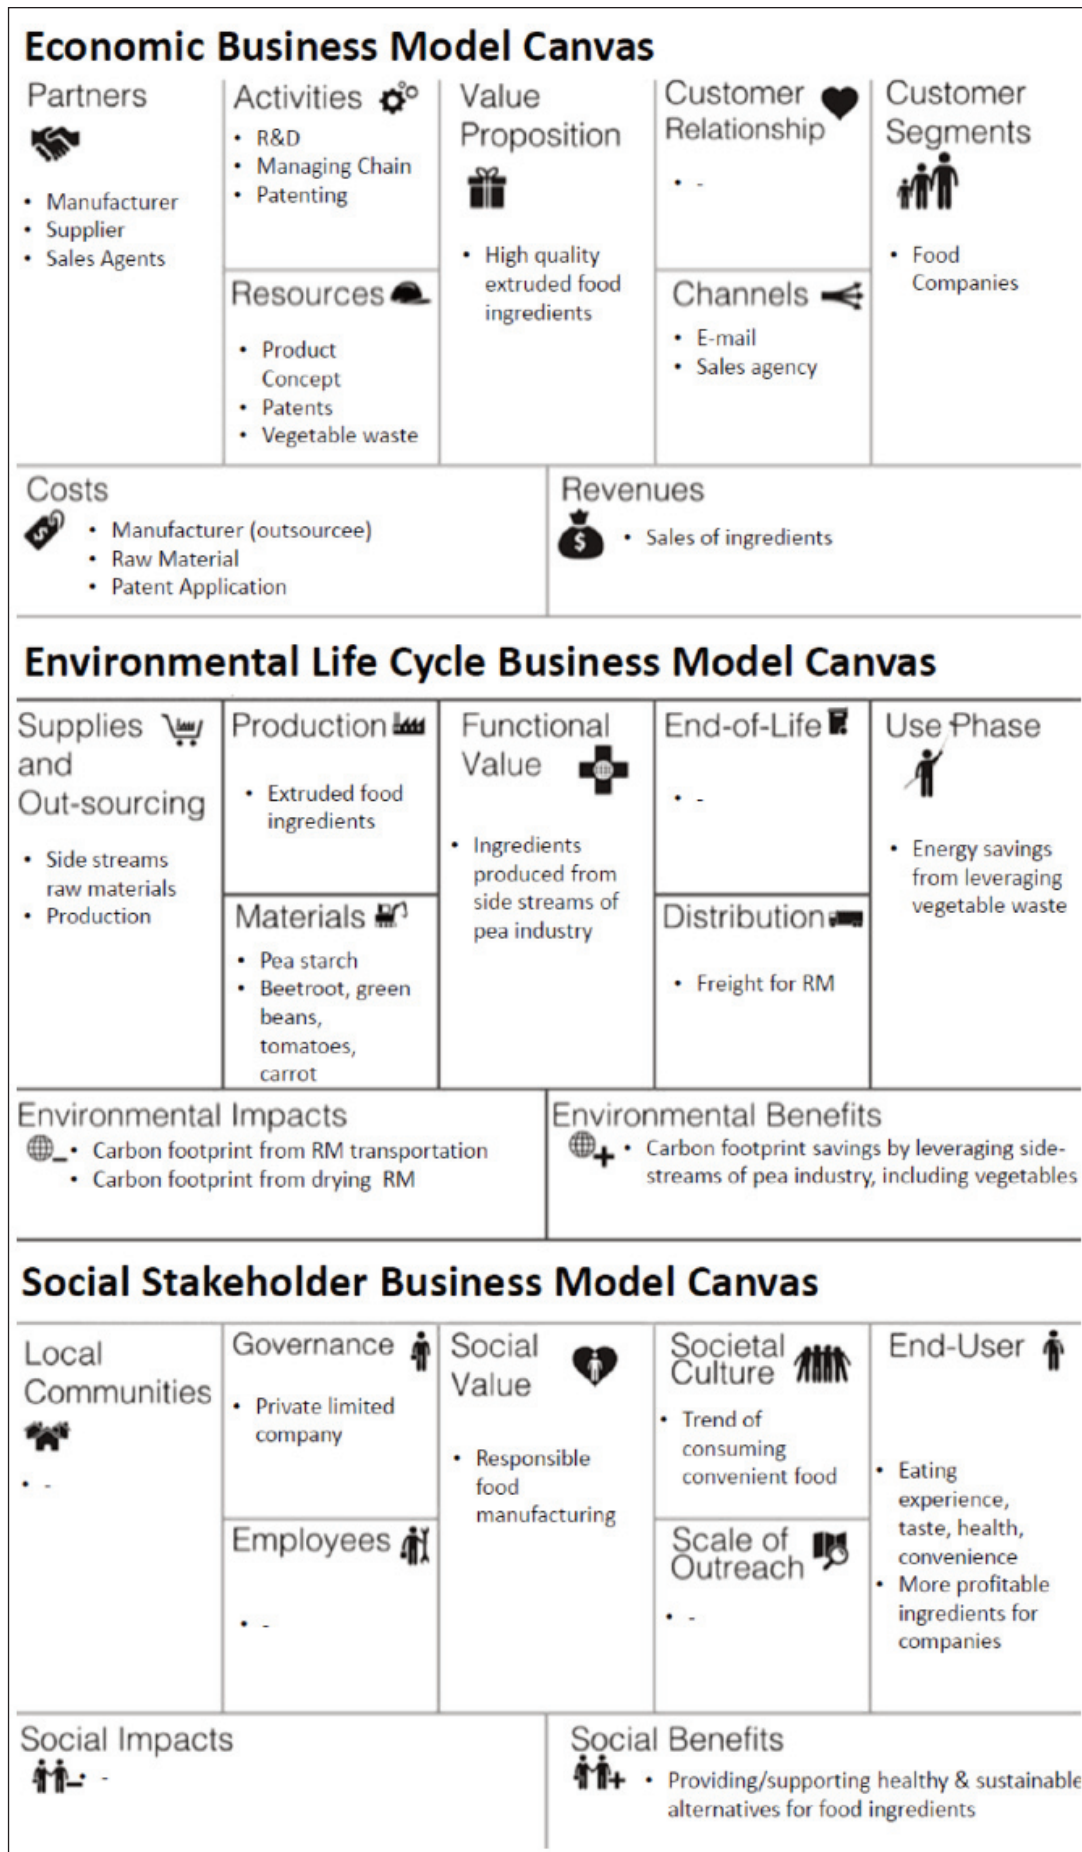 Economic Business Model Canvas
Partners
• Manufacturer
• Supplier
• Sales Agents
Activities
• R&D
• Managing Chain
• Patenting
Resources
• Product
Concept
• Patents
• Vegetable waste
Value
Proposition
• High quality
extruded food
ingredients
Customer
Relationship
• -
Channels
• E-mail
• Sales agency
Customer
Segments
• Food
Companies
Costs
• Manufacturer (outsourcee)
• Raw Material
• Patent Application
Revenues
$
• Sales of ingredients
Environmental Life Cycle Business Model Canvas
Supplies
and
Out-sourcing
• Side streams
raw materials
• Production
Production
• Extruded food
ingredients
Materials
• Pea starch
• Beetroot, green
beans,
tomatoes,
carrot
Functional
Value
• Ingredients
produced from
side streams of
pea industry
End-of-Life
• -
Distribution
• Freight for RM
Use Phase
• Energy savings
from leveraging
vegetable waste
Environmental Impacts
• Carbon footprint from RM transportation
• Carbon footprint from drying RM
Environmental Benefits
• Carbon footprint savings by leveraging side-
streams of pea industry, including vegetables
Social Stakeholder Business Model Canvas
Local
Communities
• -
Governance
• Private limited
company
Employees
• -
Social
Value
• Responsible
food
manufacturing
Societal
Culture
• Trend of
consuming
convenient food
Scale of
Outreach
• -
End-User
• Eating
experience,
taste, health,
convenience
• More profitable
ingredients for
companies
Social Impacts
• -
Social Benefits
• Providing/supporting healthy & sustainable
alternatives for food ingredients